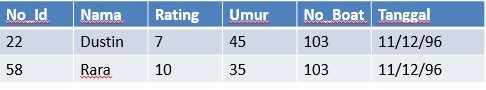 No_Id Nama Rating Umur No_Boat Tanggal
22 Dustin 7 45 103 11/12/96
58 Rara 10 35 103 11/12/96